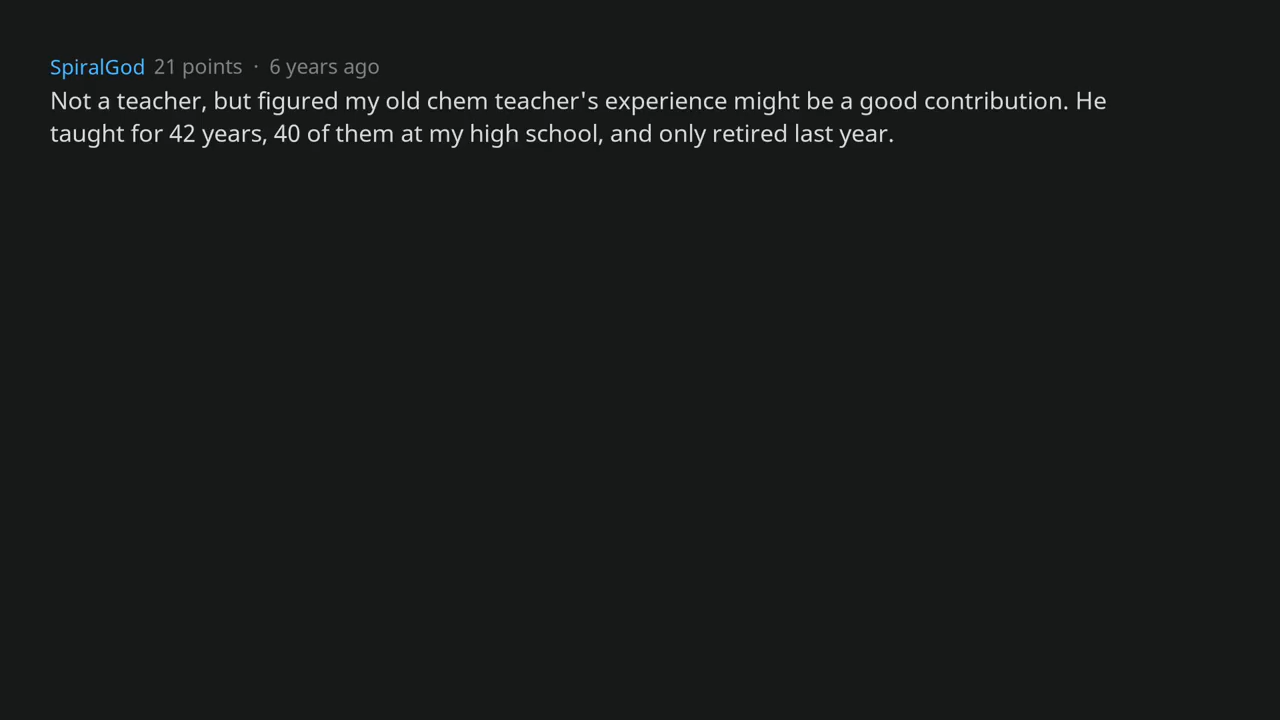 SpiralGod 21 points · 6 years ago
Not a teacher, but figured my old chem teacher's experience might be a good contribution. He
taught for 42 years, 40 of them at my high school, and only retired last year.